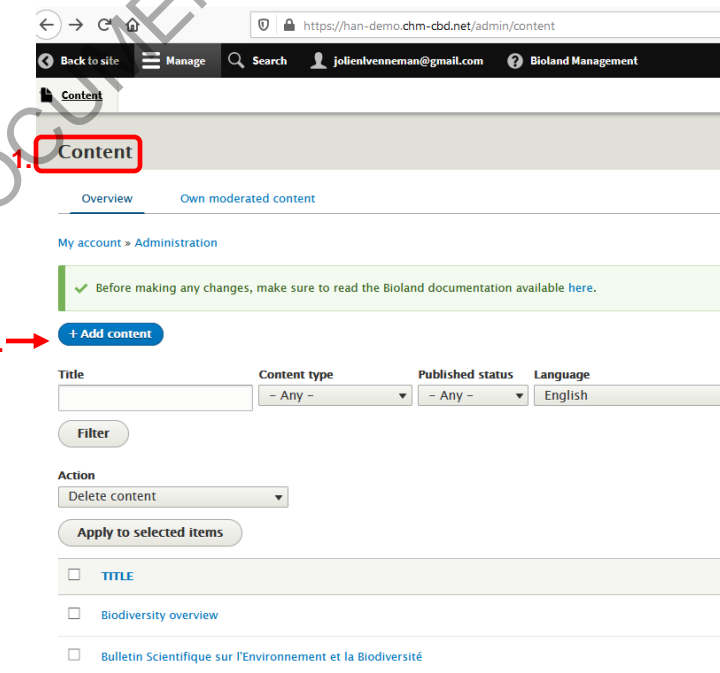 https://han-demo.chm-cbd.net/admin/content
Back to site Manage Search jolienlvenneman@gmail.com Bioland Management
Content
1. Content
Overview Own moderated content
My account » Administration
Before making any changes, make sure to read the Bioland documentation available here.
+ Add content
Title Content type Published status Language
– Any – – Any – English
Filter
Action
Delete content
Apply to selected items
TITLE
Biodiversity overview
Bulletin Scientifique sur l'Environnement et la Biodiversité